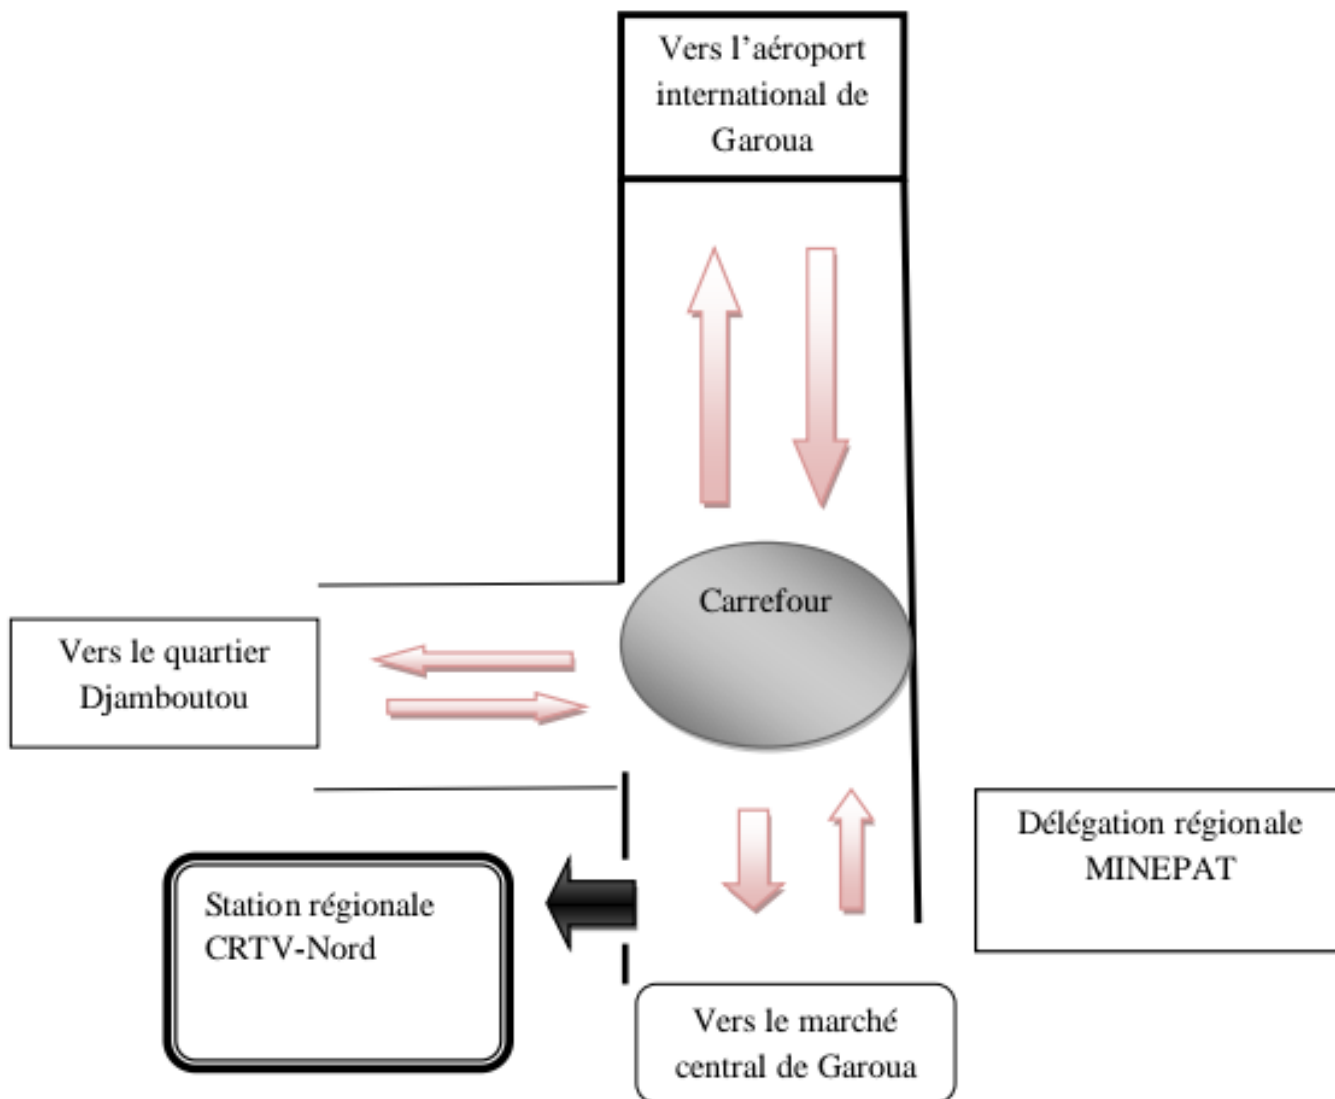 Vers l'aéroport
international de
Garoua
Carrefour
Vers le quartier
Djamboutou
Délégation régionale
MINEPAT
Station régionale
CRTV-Nord
Vers le marché
central de Garoua